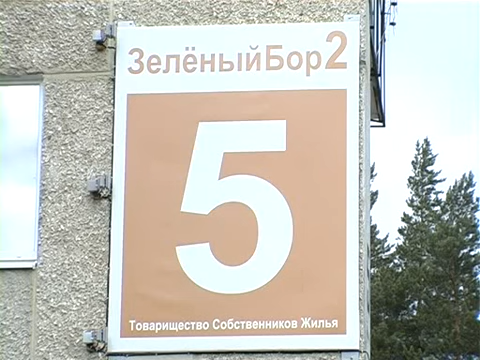 ЗелёныйБор2
5
Товарищество Собственников Жилья